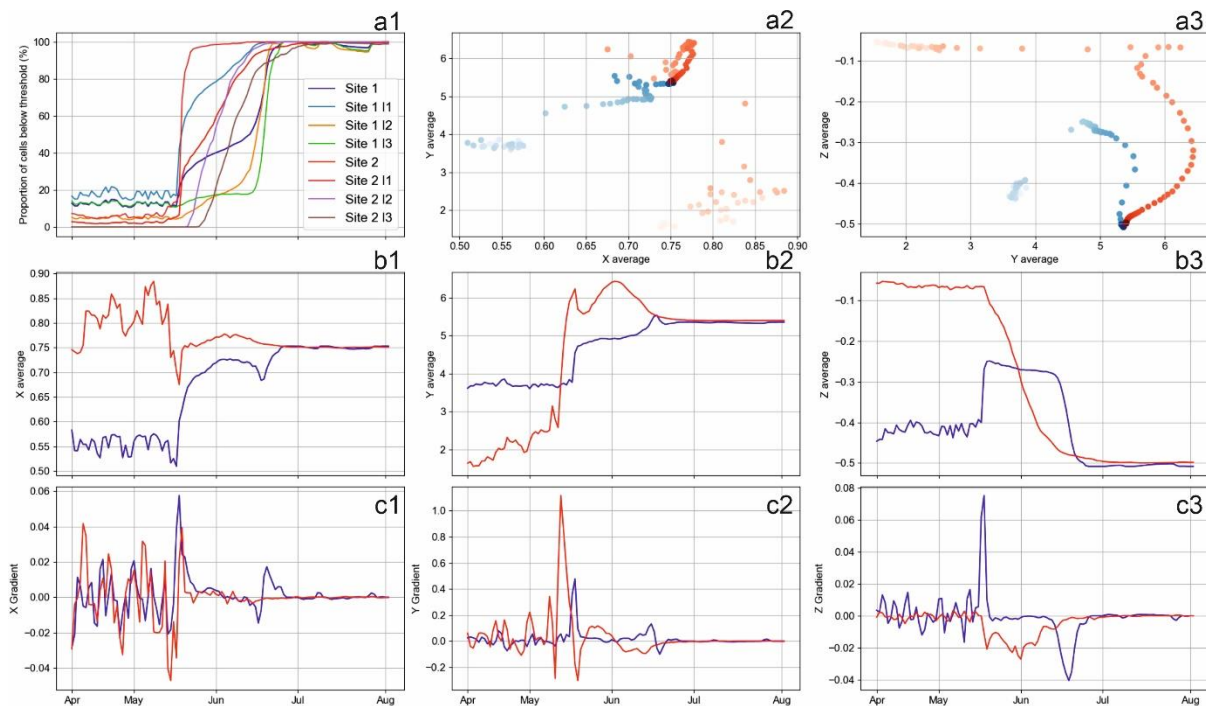 a1
a2
a3
Proportion of cells below threshold (%)
100
80
60
40
20
0
Site 1
Site 1 l1
Site 1 l2
Site 1 l3
Site 2
Site 2 l1
Site 2 l2
Site 2 l3
Y average
6
5
4
3
2
0.50 0.55 0.60 0.65 0.70 0.75 0.80 0.85 0.90
X average
Z average
−0.1
−0.2
−0.3
−0.4
−0.5
2 3 4 5 6
Y average
b1
b2
b3
X average
0.90
0.85
0.80
0.75
0.70
0.65
0.60
0.55
0.50
Y average
6
5
4
3
2
Z average
−0.1
−0.2
−0.3
−0.4
−0.5
c1
c2
c3
X Gradient
0.06
0.04
0.02
0.00
−0.02
−0.04
Apr May Jun Jul Aug
Y Gradient
1.0
0.8
0.6
0.4
0.2
0.0
−0.2
Apr May Jun Jul Aug
Z Gradient
0.08
0.06
0.04
0.02
0.00
−0.02
−0.04
Apr May Jun Jul Aug